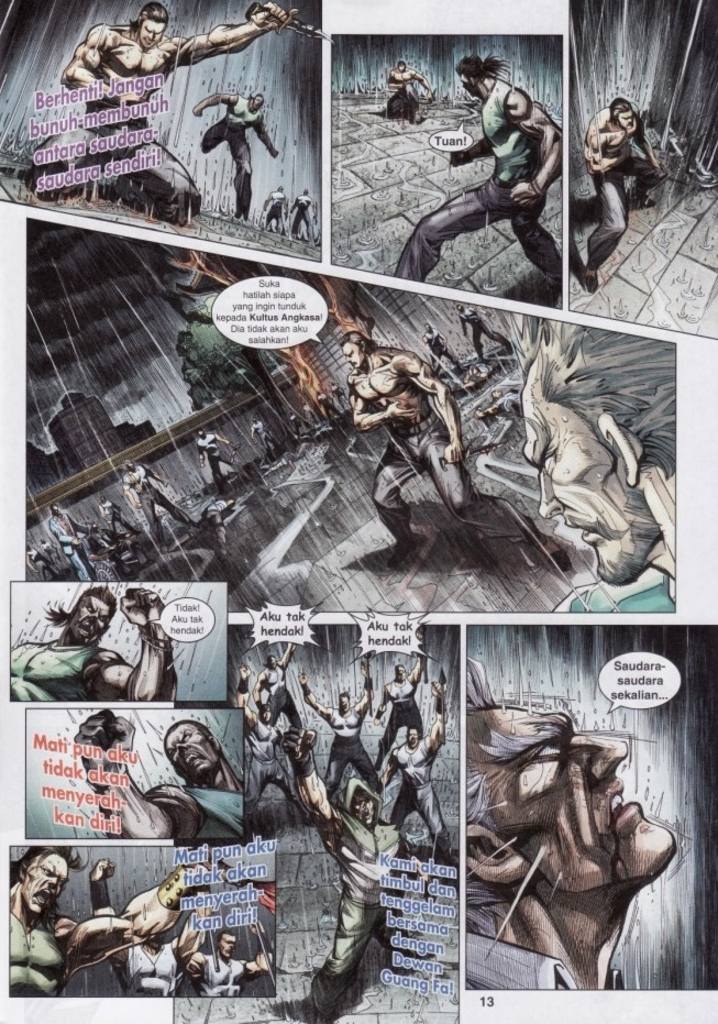 Berhenti! Jangan
bunuh-membunuh
antara saudara-
saudara sendiri!
Tuan!
Suka
hatilah siapa
yang ingin tunduk
kepada Kultus Angkasa!
Dia tidak akan aku
salahkan!
Tidak!
Aku tak
hendak!
Aku tak
hendak!
Aku tak
hendak!
Saudara-
saudara
sekalian...
Mati pun aku
tidak akan
menyerah-
kan diri!
Mati pun aku
tidak akan
menyerah-
kan diri!
Kami akan
timbul dan
tenggelam
bersama
dengan
Dewan
Guang Fa!
13